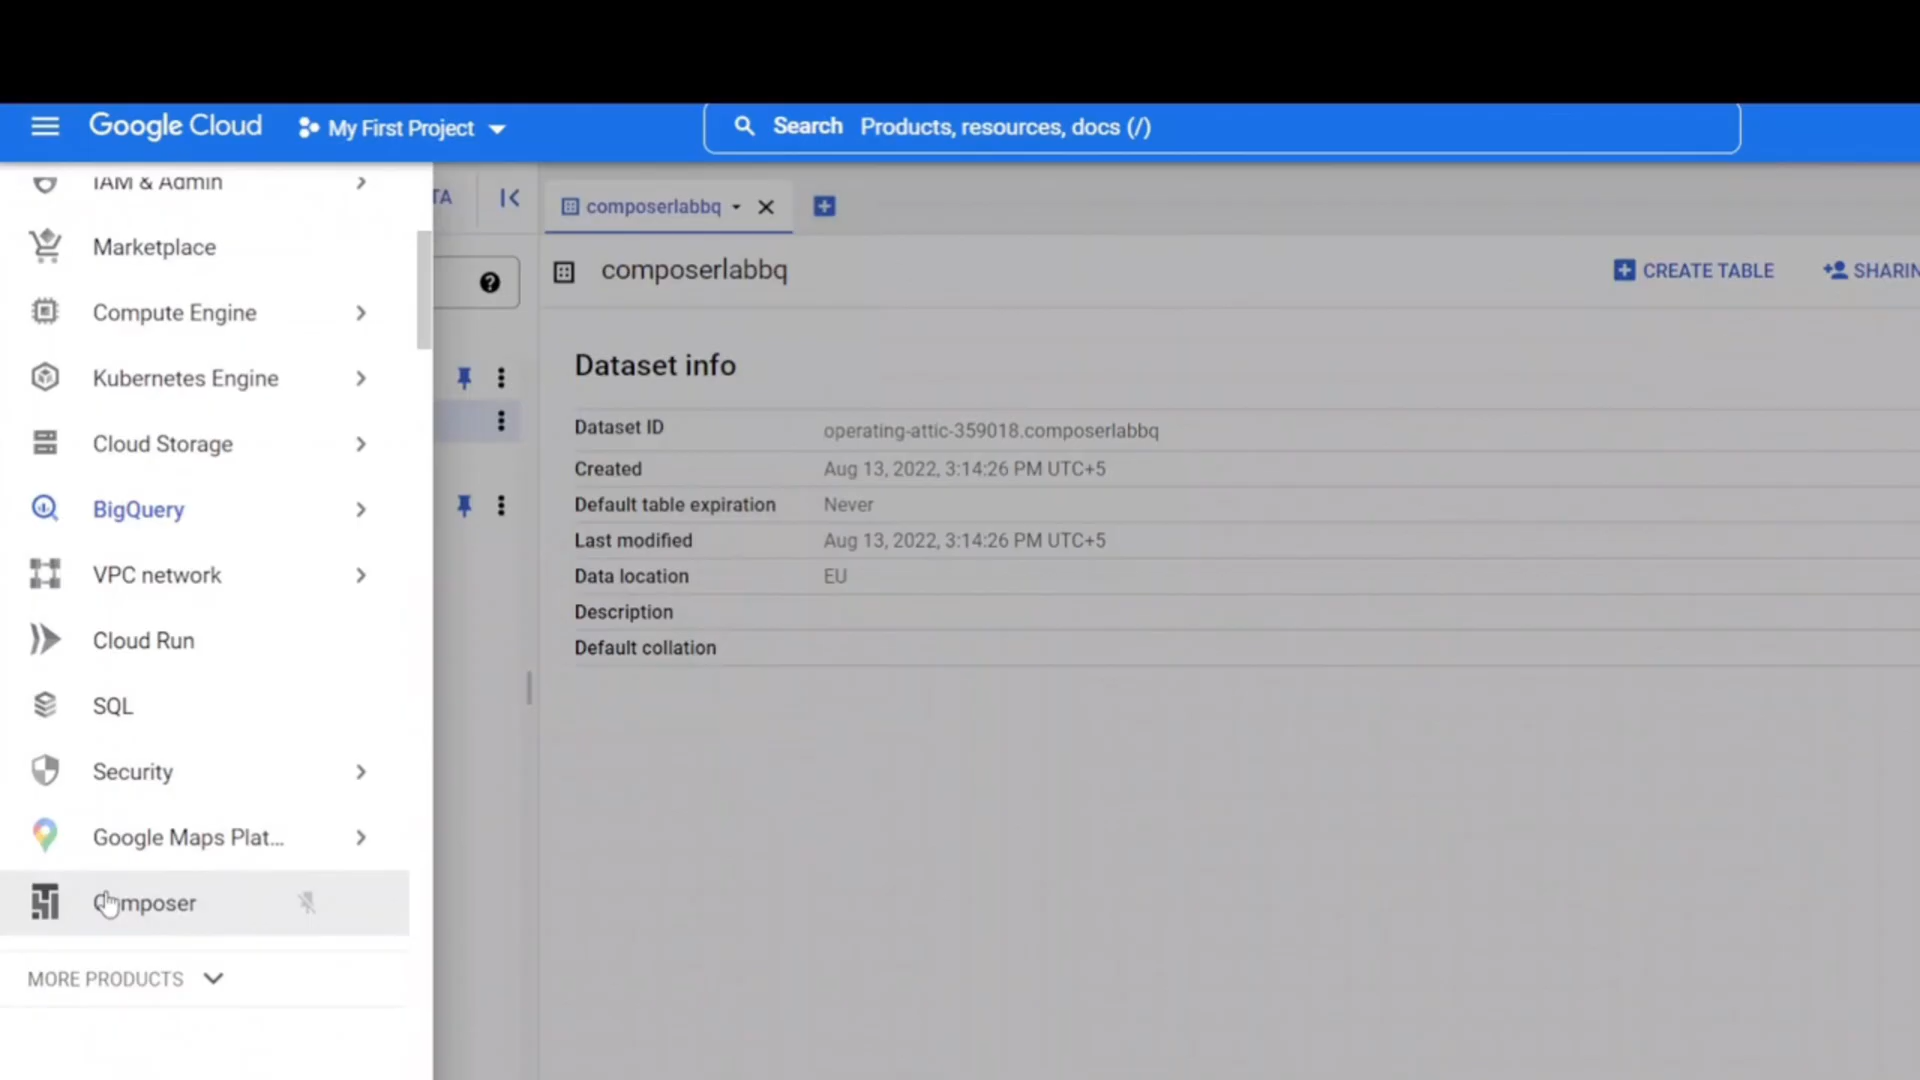 Google Cloud
My First Project
Search Products, resources, docs (/)
IAM & Admin
Marketplace
Compute Engine
Kubernetes Engine
Cloud Storage
BigQuery
VPC network
Cloud Run
SQL
Security
Google Maps Plat...
Composer
MORE PRODUCTS
TA
composerlabbq
composerlabbq
CREATE TABLE
SHARIN
Dataset info
Dataset ID operating-attic-359018.composerlabbq
Created Aug 13, 2022, 3:14:26 PM UTC+5
Default table expiration Never
Last modified Aug 13, 2022, 3:14:26 PM UTC+5
Data location EU
Description
Default collation